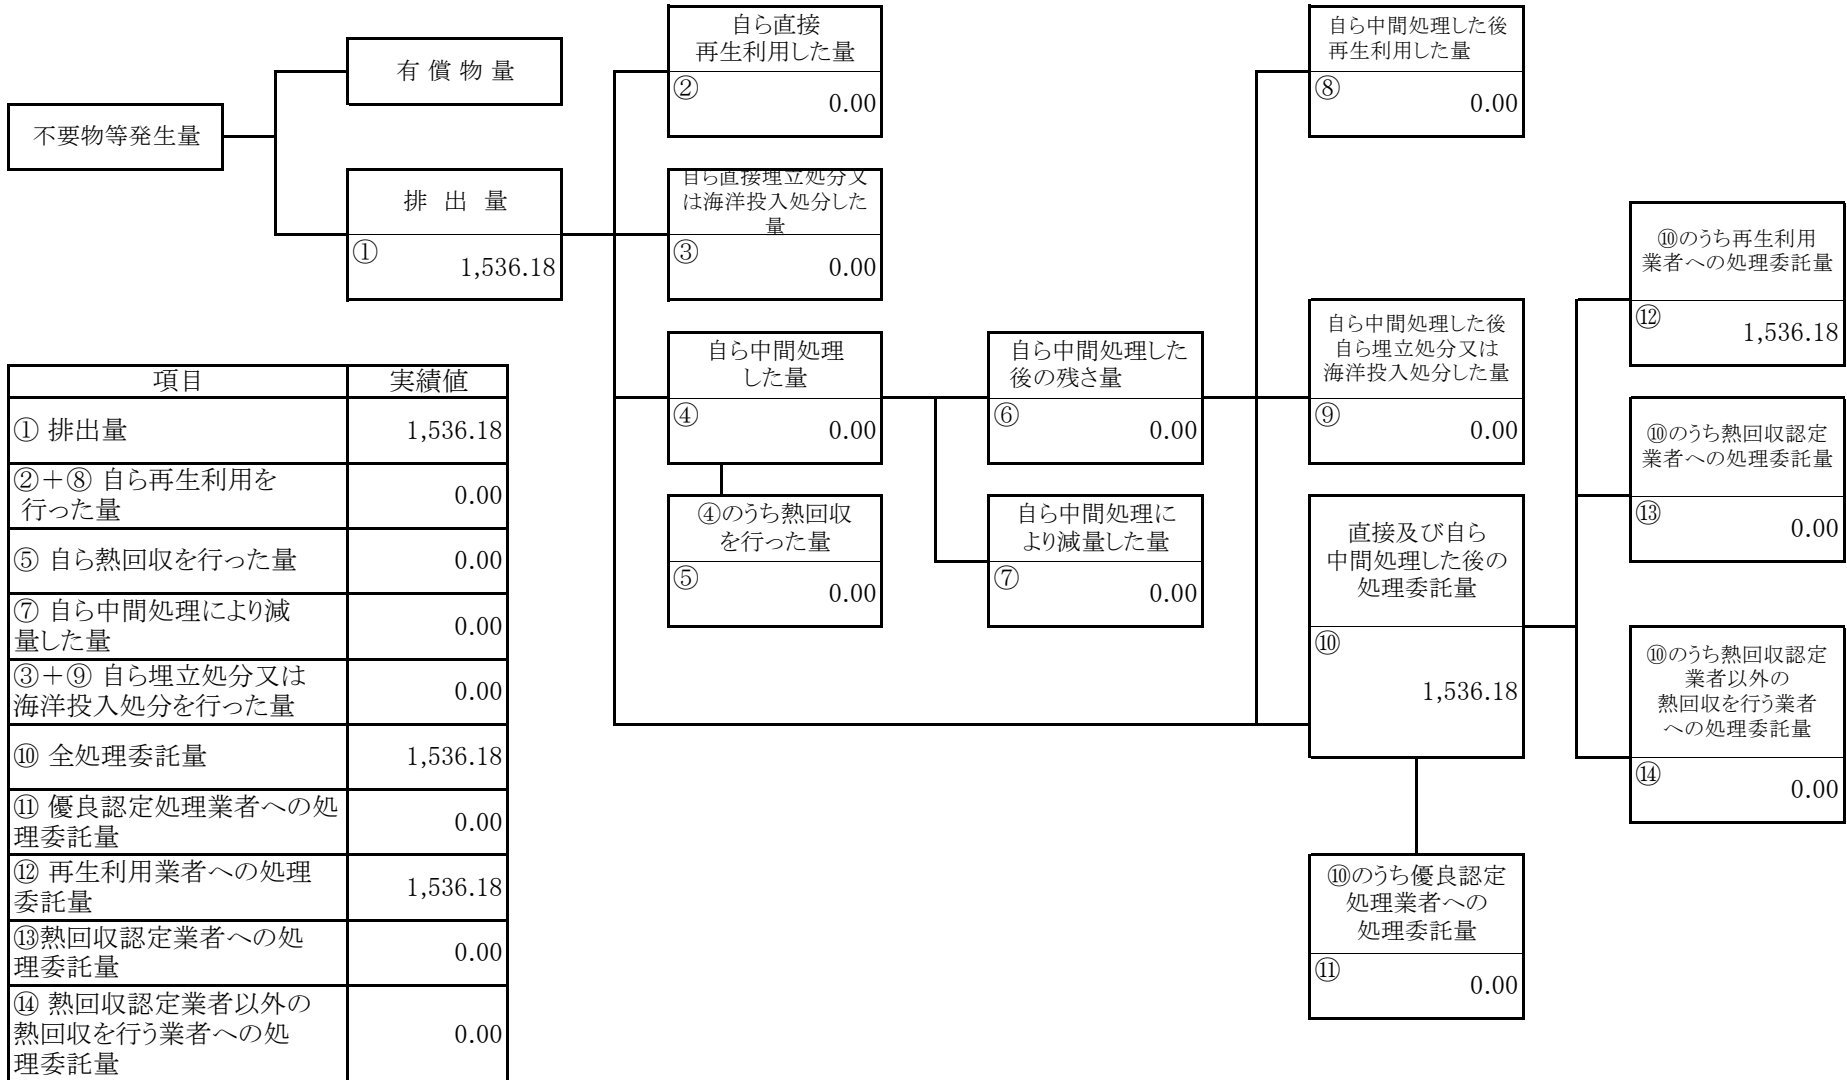 不要物等発生量
有 償 物 量
排 出 量
①
1,536.18
自ら直接
再生利用した量
②
0.00
自ら直接埋立処分又
は海洋投入処分した
量
③
0.00
自ら中間処理
した量
④
0.00
④のうち熱回収
を行った量
⑤
0.00
自ら中間処理した
後の残さ量
⑥
0.00
自ら中間処理に
より減量した量
⑦
0.00
自ら中間処理した後
再生利用した量
⑧
0.00
自ら中間処理した後
自ら埋立処分又は
海洋投入処分した量
⑨
0.00
直接及び自ら
中間処理した後の
処理委託量
⑩
1,536.18
⑩のうち優良認定
処理業者への
処理委託量
⑪
0.00
⑩のうち再生利用
業者への処理委託量
⑫
1,536.18
⑩のうち熱回収認定
業者への処理委託量
⑬
0.00
⑩のうち熱回収認定
業者以外の
熱回収を行う業者
への処理委託量
⑭
0.00
項目 実績値
① 排出量 1,536.18
②＋⑧ 自ら再生利用を
行った量 0.00
⑤ 自ら熱回収を行った量 0.00
⑦ 自ら中間処理により減
量した量 0.00
③＋⑨ 自ら埋立処分又は
海洋投入処分を行った量 0.00
⑩ 全処理委託量 1,536.18
⑪ 優良認定処理業者への処
理委託量 0.00
⑫ 再生利用業者への処理
委託量 1,536.18
⑬熱回収認定業者への処
理委託量 0.00
⑭ 熱回収認定業者以外の
熱回収を行う業者への処
理委託量 0.00